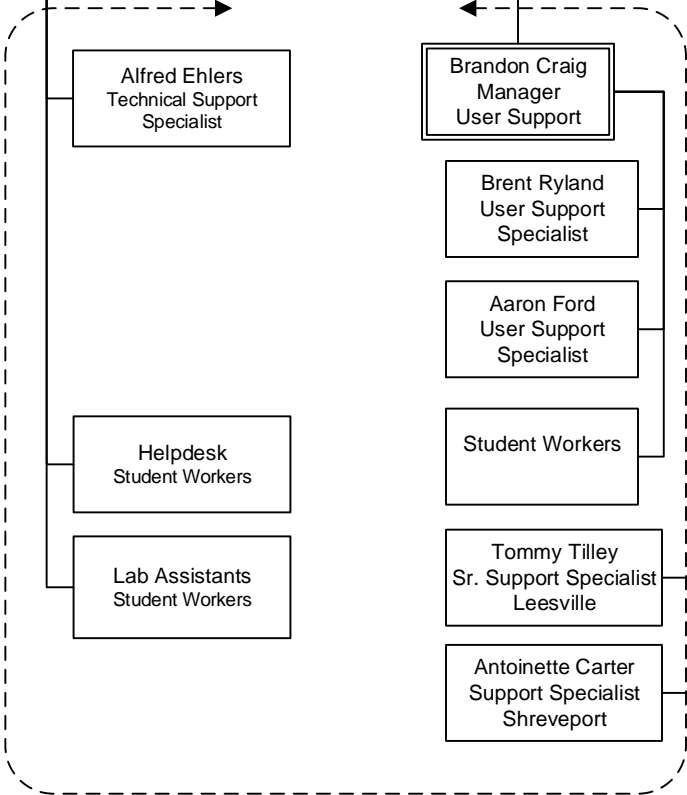 Alfred Ehlers
Technical Support
Specialist
Helpdesk
Student Workers
Lab Assistants
Student Workers
Brandon Craig
Manager
User Support
Brent Ryland
User Support
Specialist
Aaron Ford
User Support
Specialist
Student Workers
Tommy Tilley
Sr. Support Specialist
Leesville
Antoinette Carter
Support Specialist
Shreveport